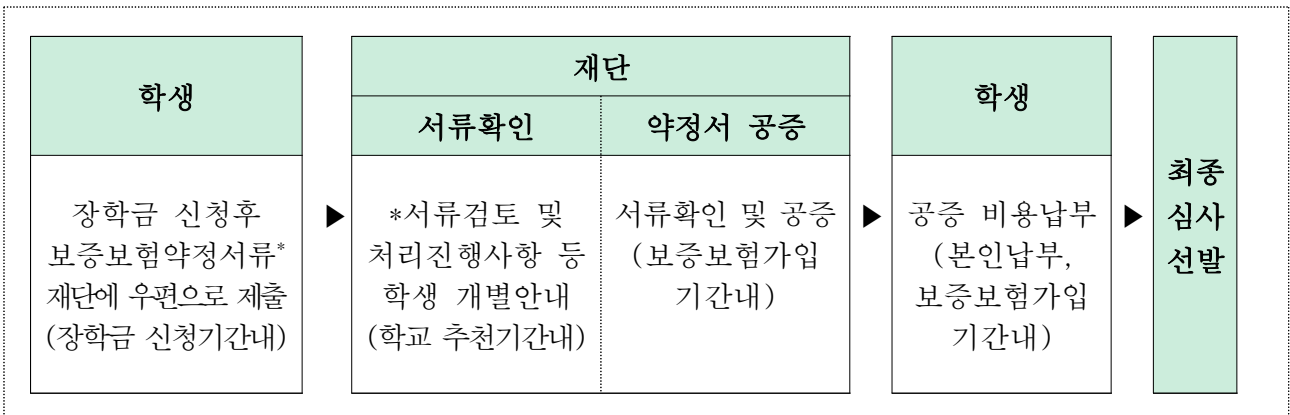 학생
장학금 신청후
보증보험약정서류*
재단에 우편으로 제출
(장학금 신청기간내)
▶
재단
서류확인
*서류검토 및
처리진행사항 등
학생 개별안내
(학교 추천기간내)
약정서 공증
서류확인 및 공증
(보증보험가입
기간내)
▶
학생
공증 비용납부
(본인납부,
보증보험가입
기간내)
▶
최종
심사
선발